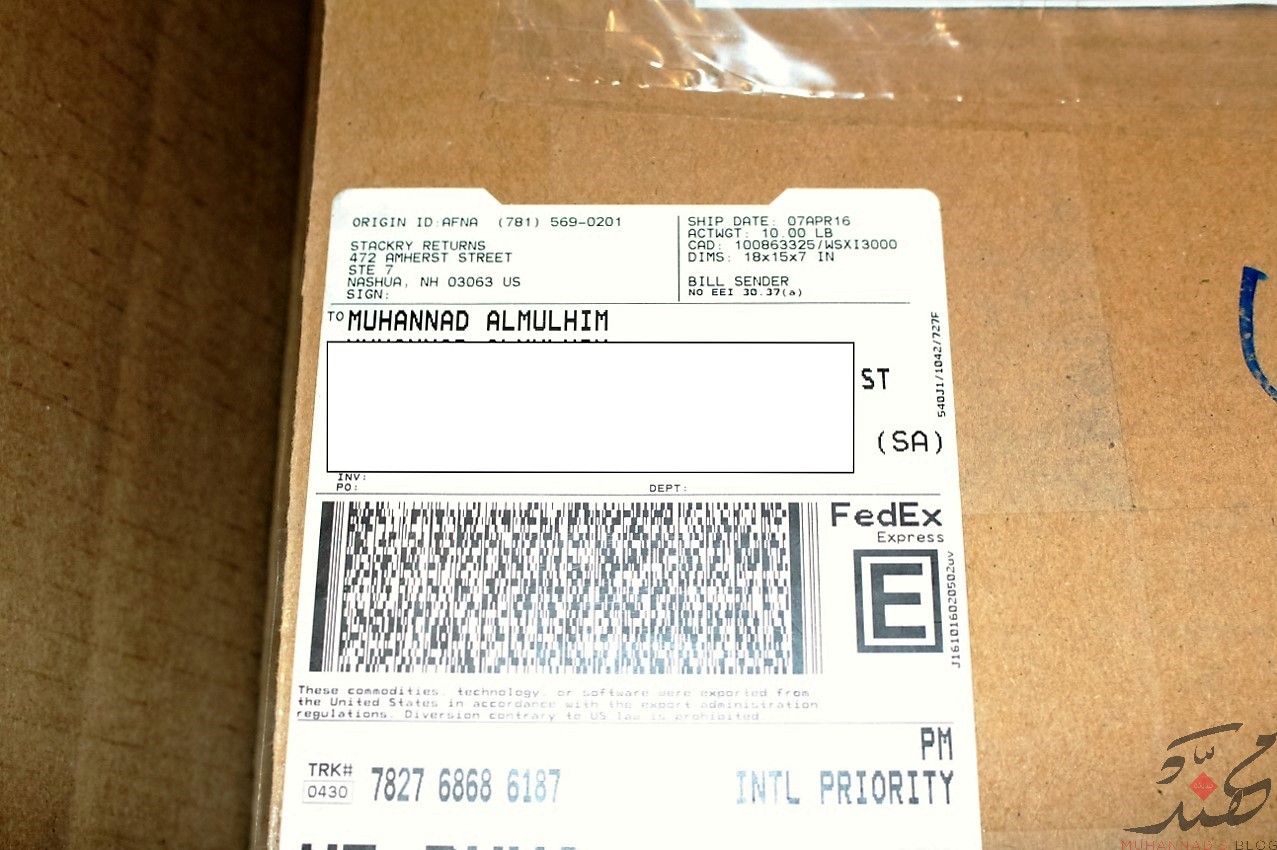 ORIGIN ID:AFNA (781) 569-0201
STACKRY RETURNS
472 AMHERST STREET
STE 7
NASHUA, NH 03063 US
SIGN:
SHIP DATE: 07APR16
ACTWGT: 10.00 LB
CAD: 100863325/WSXI3000
DIMS: 18x15x7 IN
BILL SENDER
NO EEI 30.37(a)
TO MUHANNAD ALMULHIM
ST
(SA)
540J1/1042/727F
INV:
PO:
DEPT:
FedEx
Express
E
J161016020502uv
These commodities, technology, or software were exported from
the United States in accordance with the export administration
regulations. Diversion contrary to US law is prohibited.
PM
TRK#
0430
7827 6868 6187
INTL PRIORITY
مهند
MUHANNAD'S BLOG